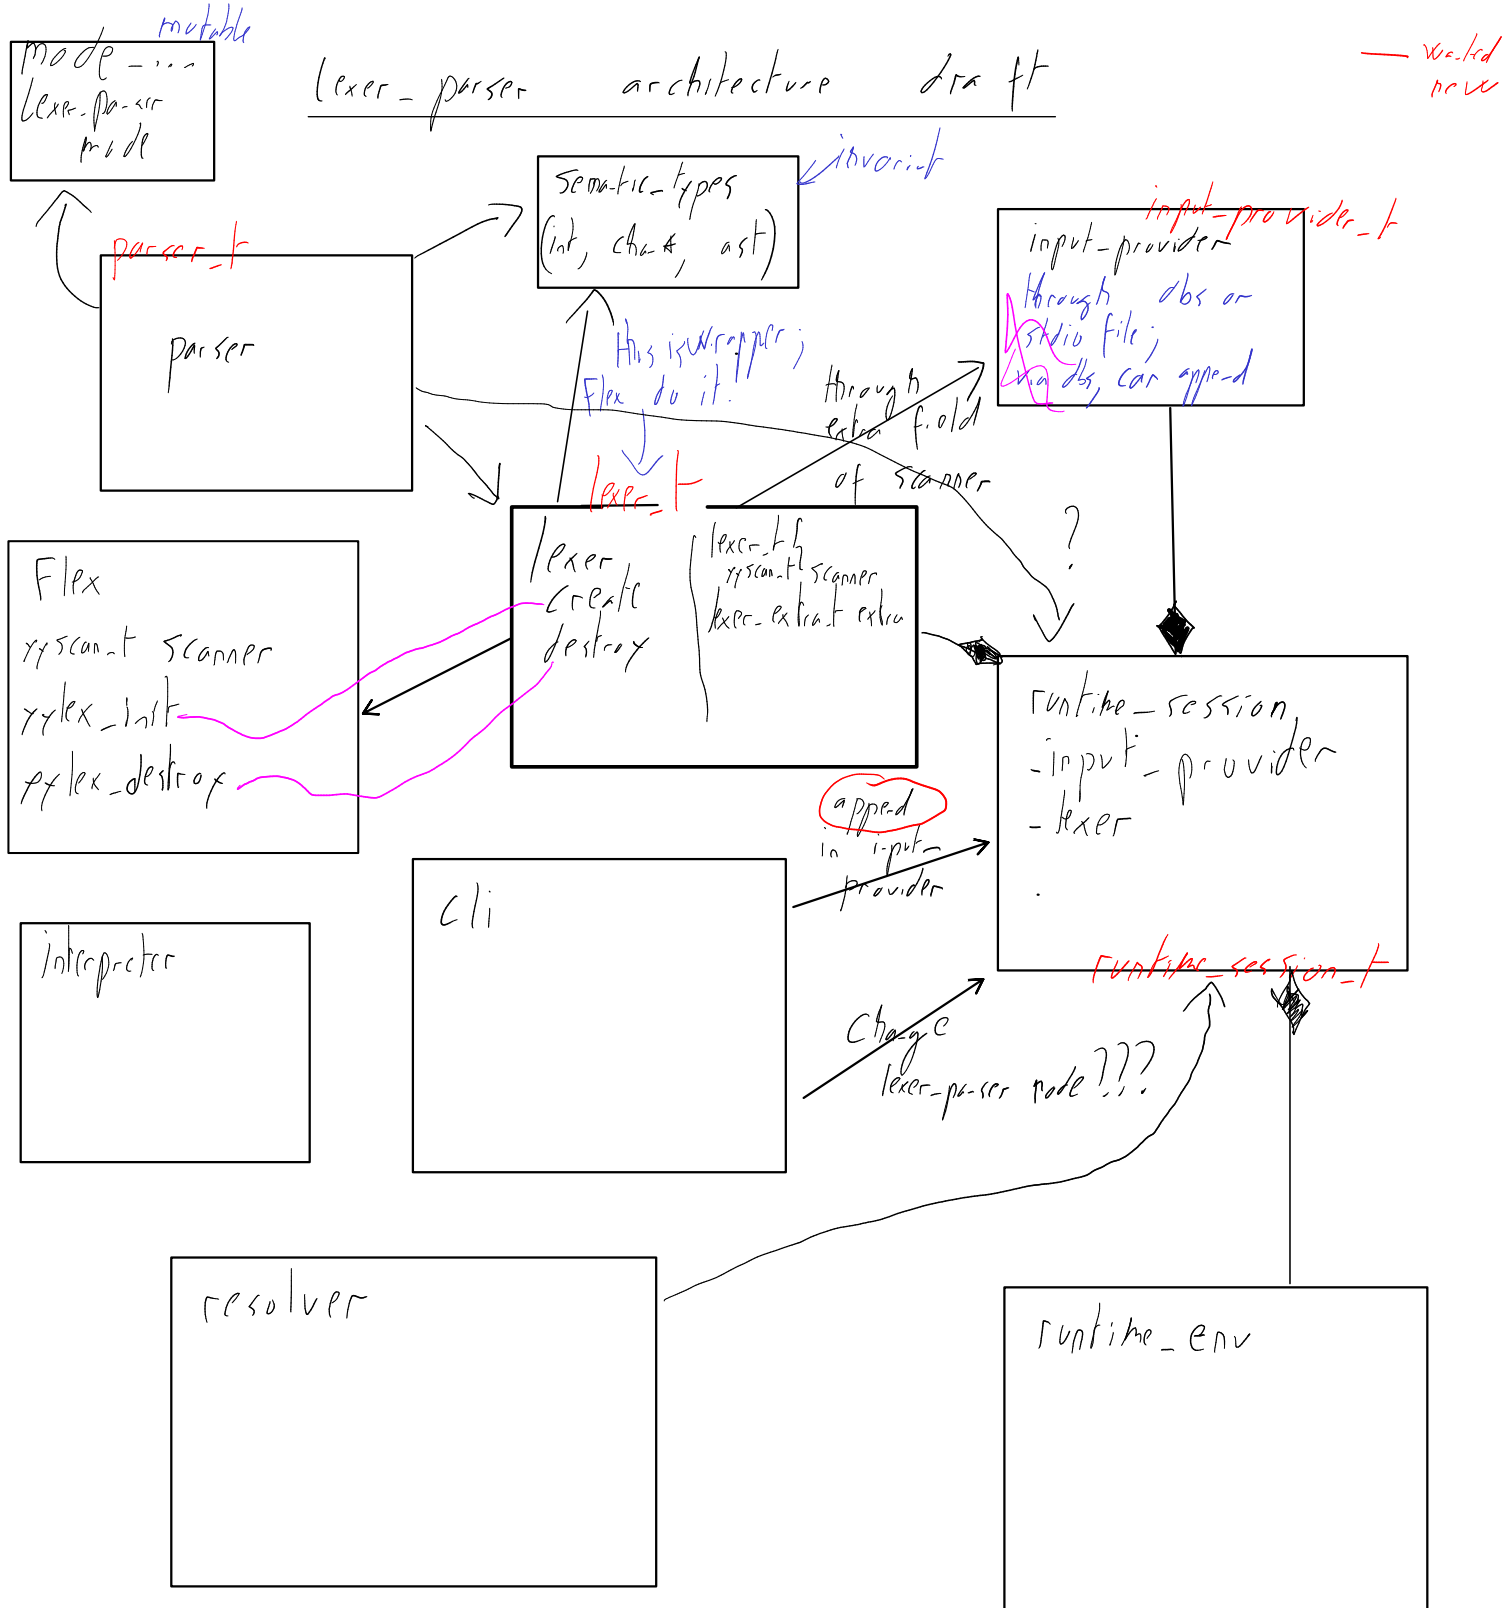 mutable
mode_...
lexer_parser
mode
lexer_parser architecture draft
wanted
new
invariant
sematic_types
(int, char*, ast)
input_provider_t
input_provider
through dbs or
stdio file;
via dbs, can append
parser_t
parser
this is wrapper;
Flex do it!
through
extra field
of scanner
lexer_t
lexer
create
destroy
lexer_t {
yyscan_t scanner
lexer_extra_t extra
?
Flex
yyscan_t scanner
yylex_init
yylex_destroy
runtime_session
-input_provider
-lexer
.
runtime_session_t
append
in input_
provider
cli
interpreter
Change
lexer_parser mode???
resolver
runtime_env